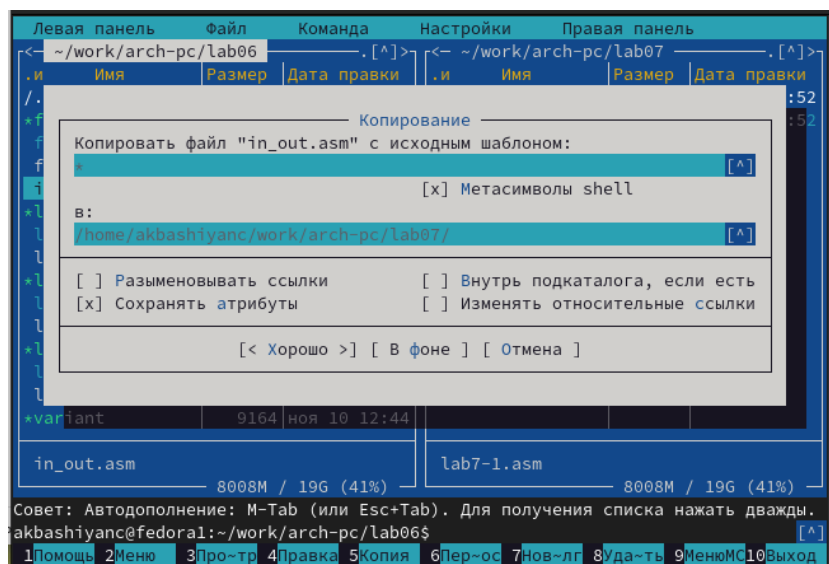 Левая панель Файл Команда Настройки Правая панель
<— ~/work/arch-pc/lab06 .[^]> <— ~/work/arch-pc/lab07 .[^]>
.и Имя Размер Дата правки .и Имя Размер Дата правки
/. :52
*f :52
f
f
i
*l
l
l
*l
l
l
*l
l
l
Копирование
Копировать файл "in_out.asm" с исходным шаблоном:
* [^]
[x] Метасимволы shell
в:
/home/akbashiyanc/work/arch-pc/lab07/ [^]
[ ] Разыменовывать ссылки [ ] Внутрь подкаталога, если есть
[x] Сохранять атрибуты [ ] Изменять относительные ссылки
[< Хорошо >] [ В фоне ] [ Отмена ]
*variant 9164 ноя 10 12:44
in_out.asm lab7-1.asm
8008M / 19G (41%) 8008M / 19G (41%)
Совет: Автодополнение: M-Tab (или Esc+Tab). Для получения списка нажать дважды.
akbashiyanc@fedora1:~/work/arch-pc/lab06$ [^]
1Помощь 2Меню 3Про~тр 4Правка 5Копия 6Пер~ос 7Нов~лг 8Уда~ть 9МенюMC 10Выход